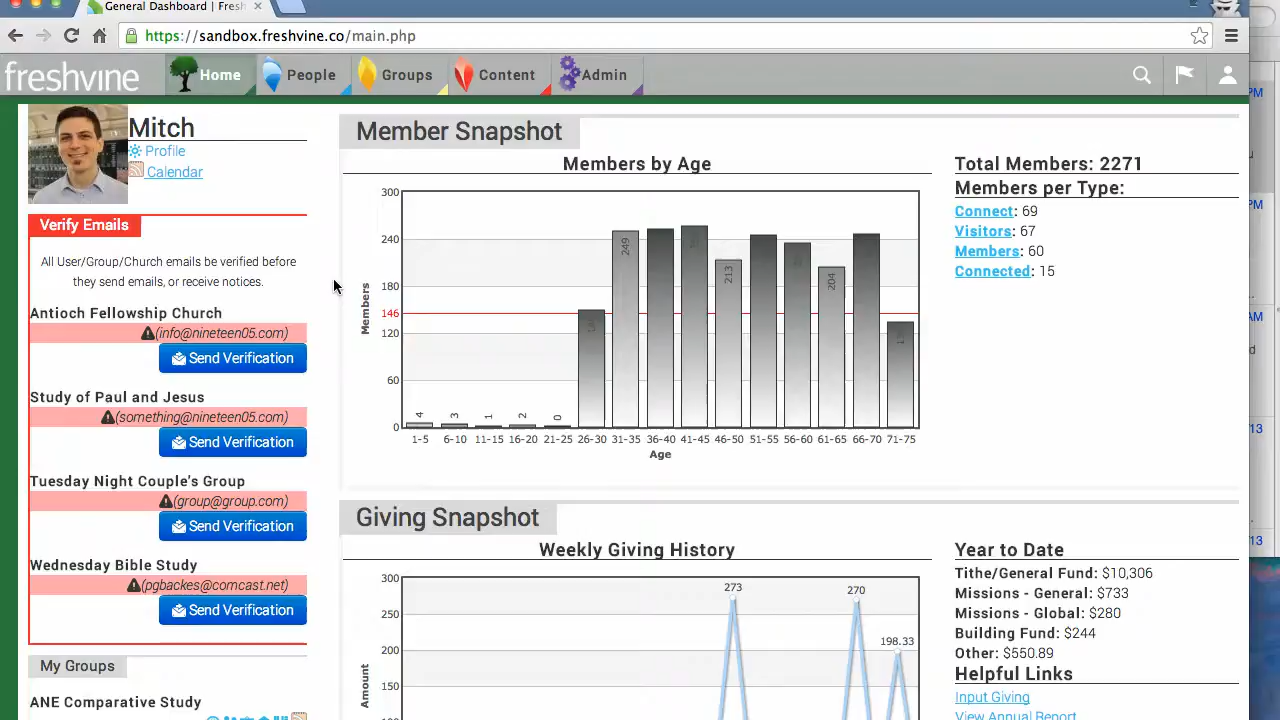 General Dashboard | Fresh
https://sandbox.freshvine.co/main.php
freshvine Home People Groups Content Admin
Mitch
Profile
Calendar
Verify Emails
All User/Group/Church emails be verified before
they send emails, or receive notices.
Antioch Fellowship Church
(info@nineteen05.com)
Send Verification
Study of Paul and Jesus
(something@nineteen05.com)
Send Verification
Tuesday Night Couple's Group
(group@group.com)
Send Verification
Wednesday Bible Study
(pgbackes@comcast.net)
Send Verification
My Groups
ANE Comparative Study
Member Snapshot
Members by Age
300
240
180
146
120
60
0
Members
4
3
1
2
0
249
213
204
1-5 6-10 11-15 16-20 21-25 26-30 31-35 36-40 41-45 46-50 51-55 56-60 61-65 66-70 71-75
Age
Total Members: 2271
Members per Type:
Connect: 69
Visitors: 67
Members: 60
Connected: 15
Giving Snapshot
Weekly Giving History
300
250
200
150
Amount
273
270
198.33
Year to Date
Tithe/General Fund: $10,306
Missions - General: $733
Missions - Global: $280
Building Fund: $244
Other: $550.89
Helpful Links
Input Giving
View Annual Report
PM
PM
AM
/13
/13